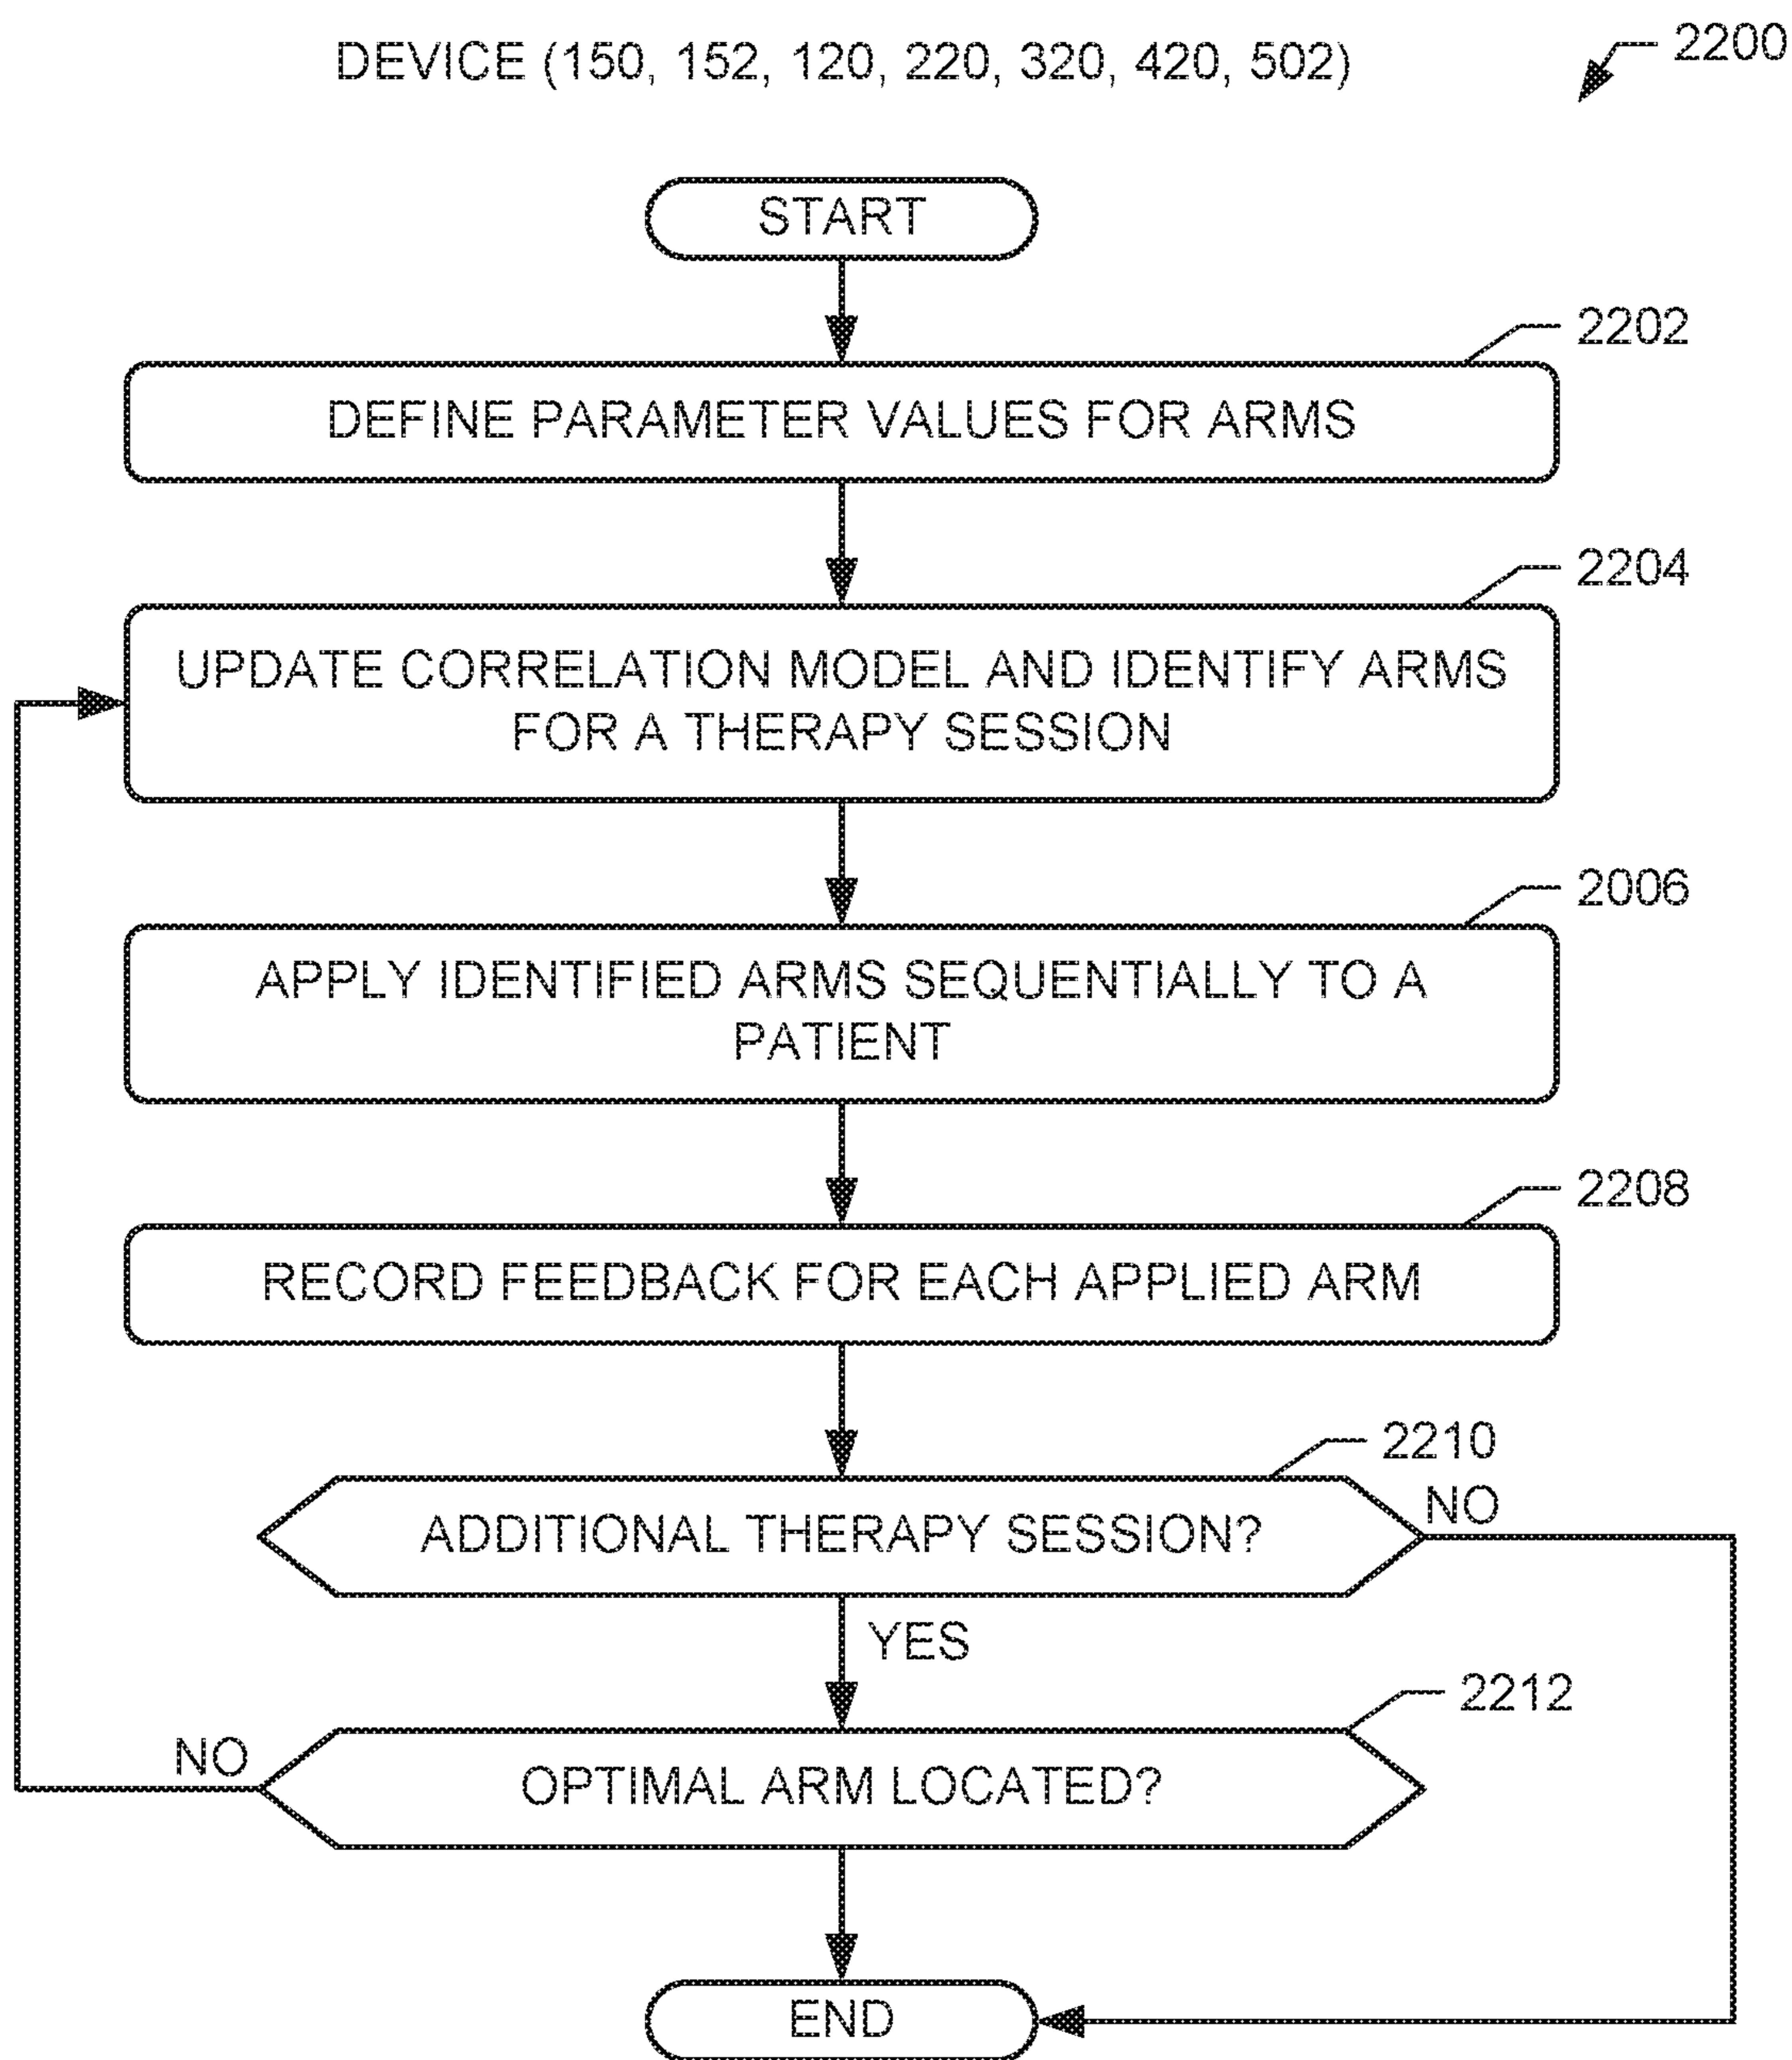 DEVICE (150, 152, 120, 220, 320, 420, 502)
2200
START
2202
DEFINE PARAMETER VALUES FOR ARMS
2204
UPDATE CORRELATION MODEL AND IDENTIFY ARMS
FOR A THERAPY SESSION
2006
APPLY IDENTIFIED ARMS SEQUENTIALLY TO A
PATIENT
2208
RECORD FEEDBACK FOR EACH APPLIED ARM
2210
ADDITIONAL THERAPY SESSION?
NO
YES
2212
NO
OPTIMAL ARM LOCATED?
END